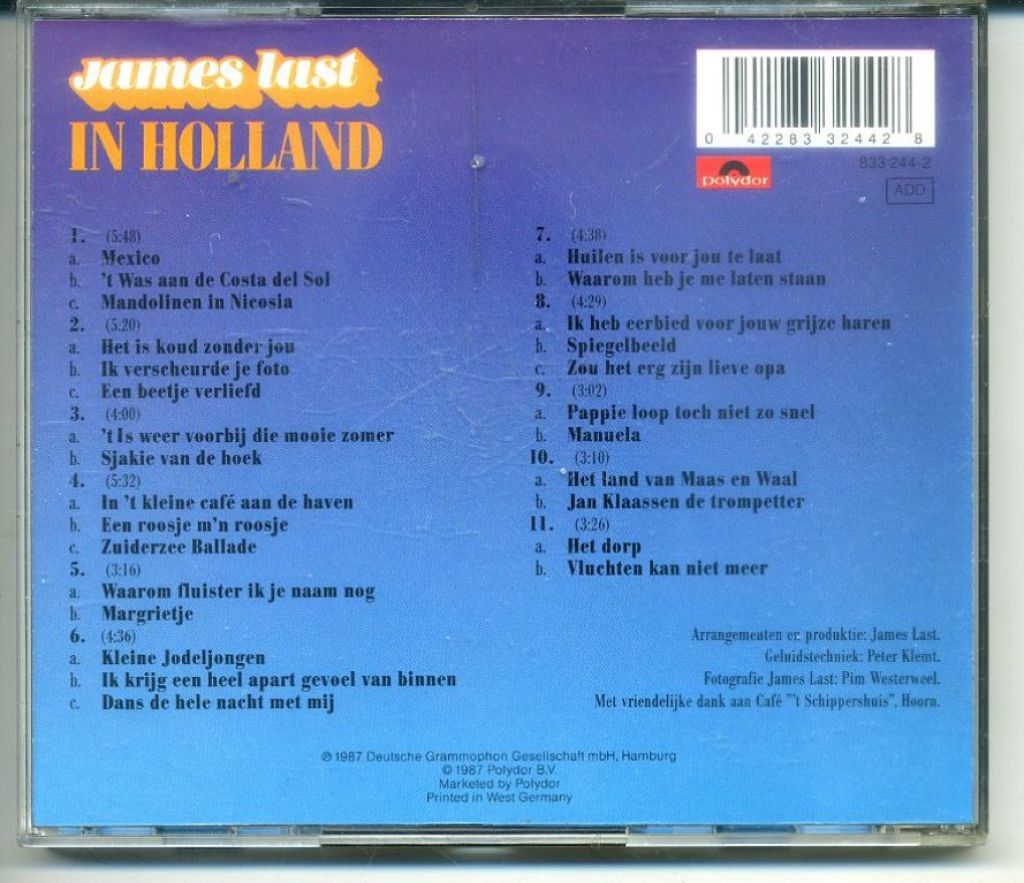 james last
IN HOLLAND
0 42283 32442 8
polydor
833 244-2
ADD
1. (5:48)
a. Mexico
b. 't Was aan de Costa del Sol
c. Mandolinen in Nicosia
2. (5:20)
a. Het is koud zonder jou
b. Ik verscheurde je foto
c. Een beetje verliefd
3. (4:00)
a. 't Is weer voorbij die mooie zomer
b. Sjakie van de hoek
4. (5:32)
a. In 't kleine café aan de haven
b. Een roosje m'n roosje
c. Zuiderzee Ballade
5. (3:16)
a. Waarom fluister ik je naam nog
b. Margrietje
6. (4:36)
a. Kleine Jodeljongen
b. Ik krijg een heel apart gevoel van binnen
c. Dans de hele nacht met mij
7. (4:38)
a. Huilen is voor jou te laat
b. Waarom heb je me laten staan
8. (4:29)
a. Ik heb eerbied voor jouw grijze haren
b. Spiegelbeeld
c. Zou het erg zijn lieve opa
9. (3:02)
a. Pappie loop toch niet zo snel
b. Manuela
10. (3:10)
a. Het land van Maas en Waal
b. Jan Klaassen de trompetter
11. (3:26)
a. Het dorp
b. Vluchten kan niet meer
Arrangementen en produktie: James Last.
Geluidstechniek: Peter Klemt.
Fotografie James Last: Pim Westerweel.
Met vriendelijke dank aan Café "'t Schippershuis", Hoorn.
℗ 1987 Deutsche Grammophon Gesellschaft mbH, Hamburg
© 1987 Polydor B.V.
Marketed by Polydor
Printed in West Germany